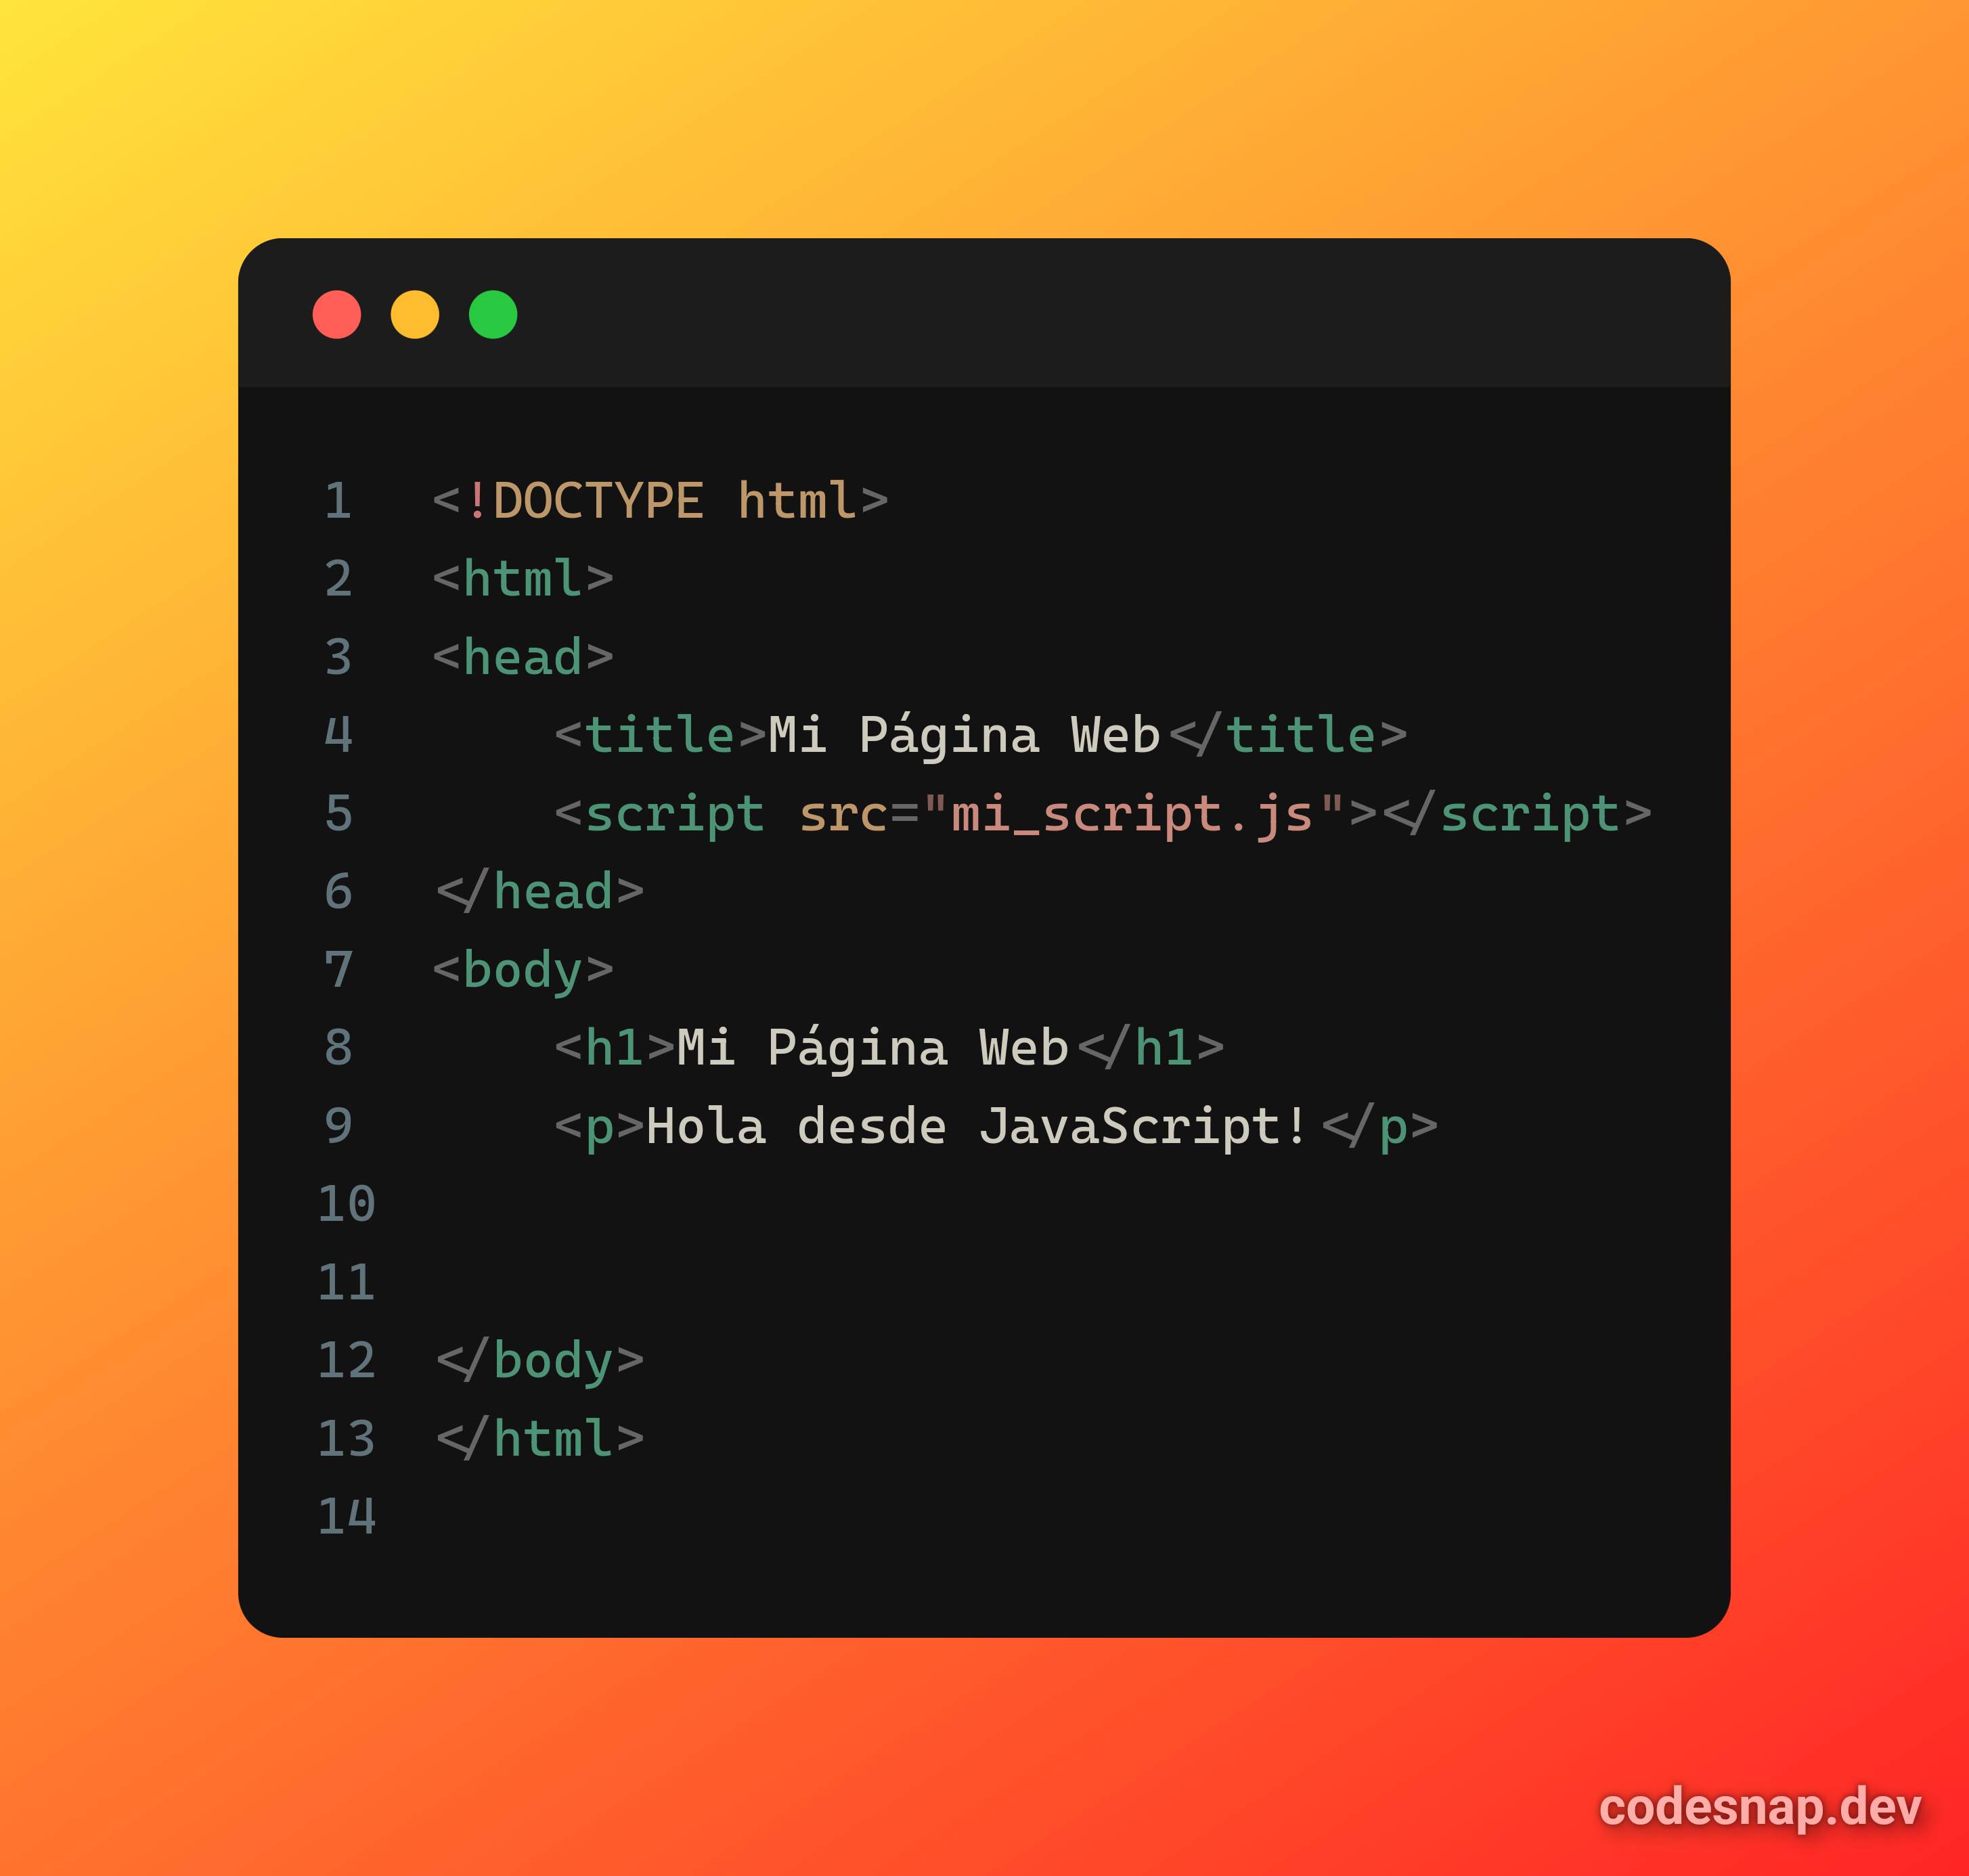 1 <!DOCTYPE html>
2 <html>
3 <head>
4     <title>Mi Página Web</title>
5     <script src="mi_script.js"></script>
6 </head>
7 <body>
8     <h1>Mi Página Web</h1>
9     <p>Hola desde JavaScript!</p>
10
11
12 </body>
13 </html>
14
codesnap.dev